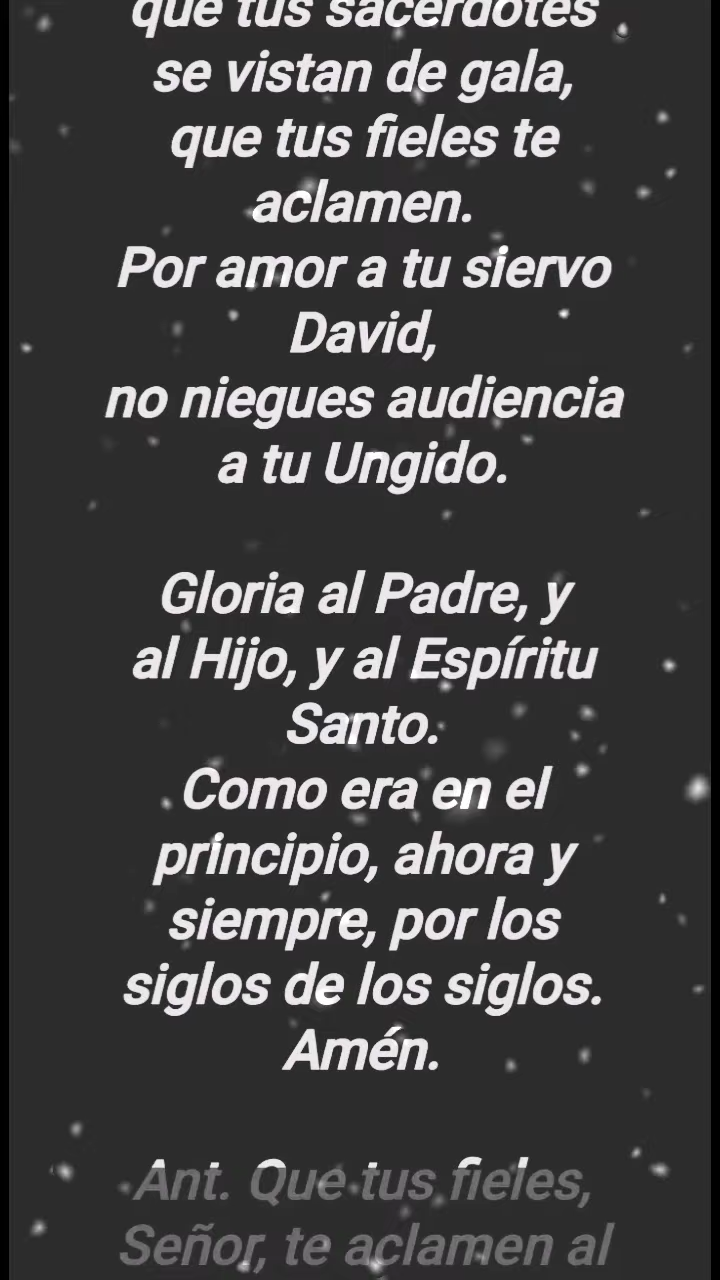 que tus sacerdotes
se vistan de gala,
que tus fieles te
aclamen.
Por amor a tu siervo
David,
no niegues audiencia
a tu Ungido.
Gloria al Padre, y
al Hijo, y al Espíritu
Santo.
Como era en el
principio, ahora y
siempre, por los
siglos de los siglos.
Amén.
Ant. Que tus fieles,
Señor, te aclamen al